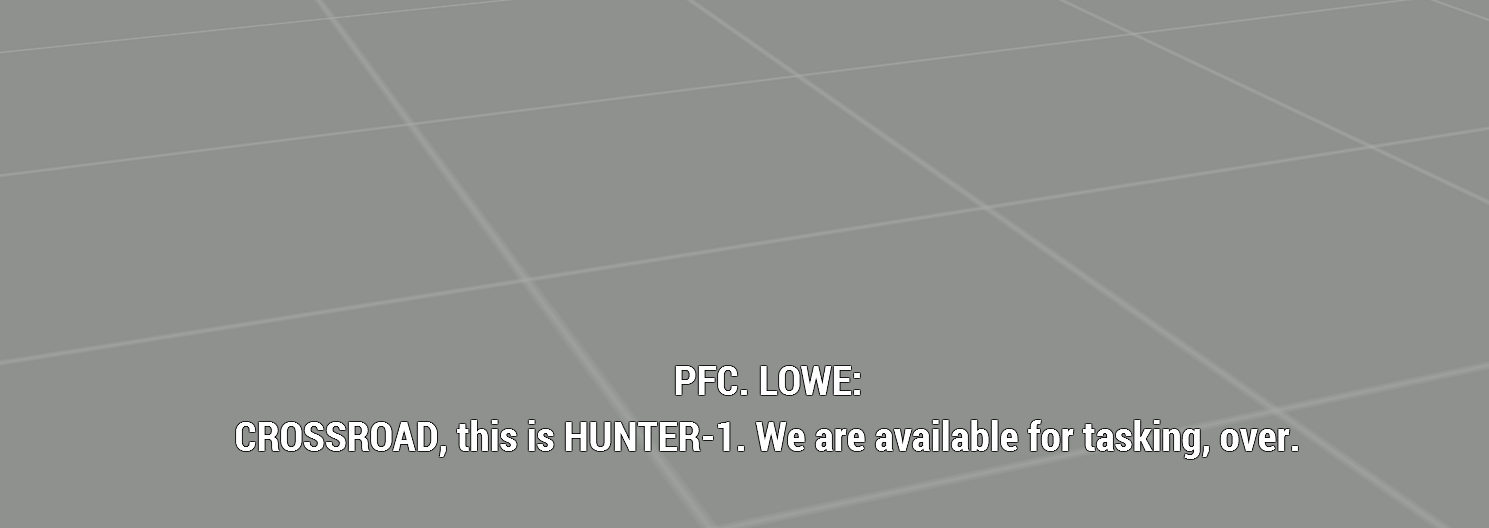 PFC. LOWE:
CROSSROAD, this is HUNTER-1. We are available for tasking, over.